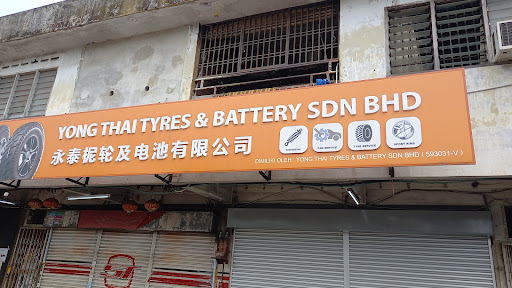 YONG THAI TYRES & BATTERY SDN BHD
永泰轮及电池有限公司
DIMILIKI OLEH : YONG THAI TYRES & BATTERY SDN BHD ( 593031-V )